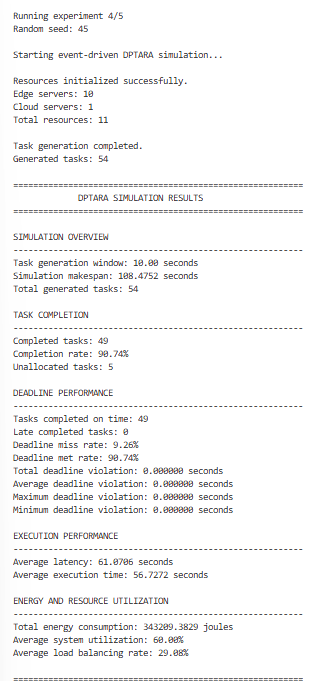 Running experiment 4/5
Random seed: 45
Starting event-driven DPTARA simulation...
Resources initialized successfully.
Edge servers: 10
Cloud servers: 1
Total resources: 11
Task generation completed.
Generated tasks: 54
============================================================
DPTARA SIMULATION RESULTS
============================================================
SIMULATION OVERVIEW
------------------------------------------------------------
Task generation window: 10.00 seconds
Simulation makespan: 108.4752 seconds
Total generated tasks: 54
TASK COMPLETION
------------------------------------------------------------
Completed tasks: 49
Completion rate: 90.74%
Unallocated tasks: 5
DEADLINE PERFORMANCE
------------------------------------------------------------
Tasks completed on time: 49
Late completed tasks: 0
Deadline miss rate: 9.26%
Deadline met rate: 90.74%
Total deadline violation: 0.000000 seconds
Average deadline violation: 0.000000 seconds
Maximum deadline violation: 0.000000 seconds
Minimum deadline violation: 0.000000 seconds
EXECUTION PERFORMANCE
------------------------------------------------------------
Average latency: 61.0706 seconds
Average execution time: 56.7272 seconds
ENERGY AND RESOURCE UTILIZATION
------------------------------------------------------------
Total energy consumption: 343209.3829 joules
Average system utilization: 60.00%
Average load balancing rate: 29.08%
============================================================